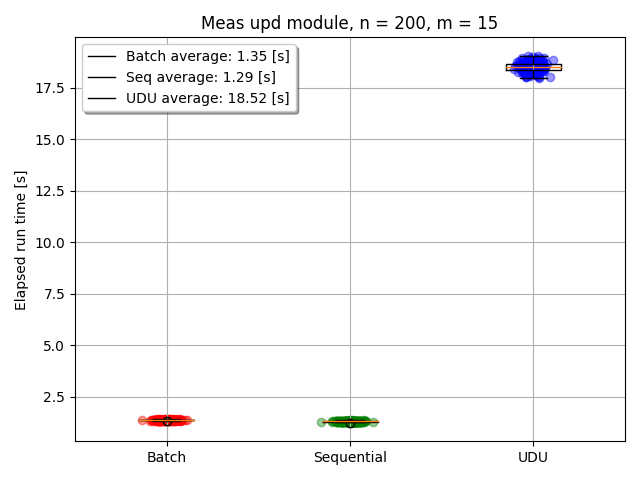 Meas upd module, n = 200, m = 15
Batch average: 1.35 [s]
Seq average: 1.29 [s]
UDU average: 18.52 [s]
Elapsed run time [s]
17.5
15.0
12.5
10.0
7.5
5.0
2.5
Batch
Sequential
UDU